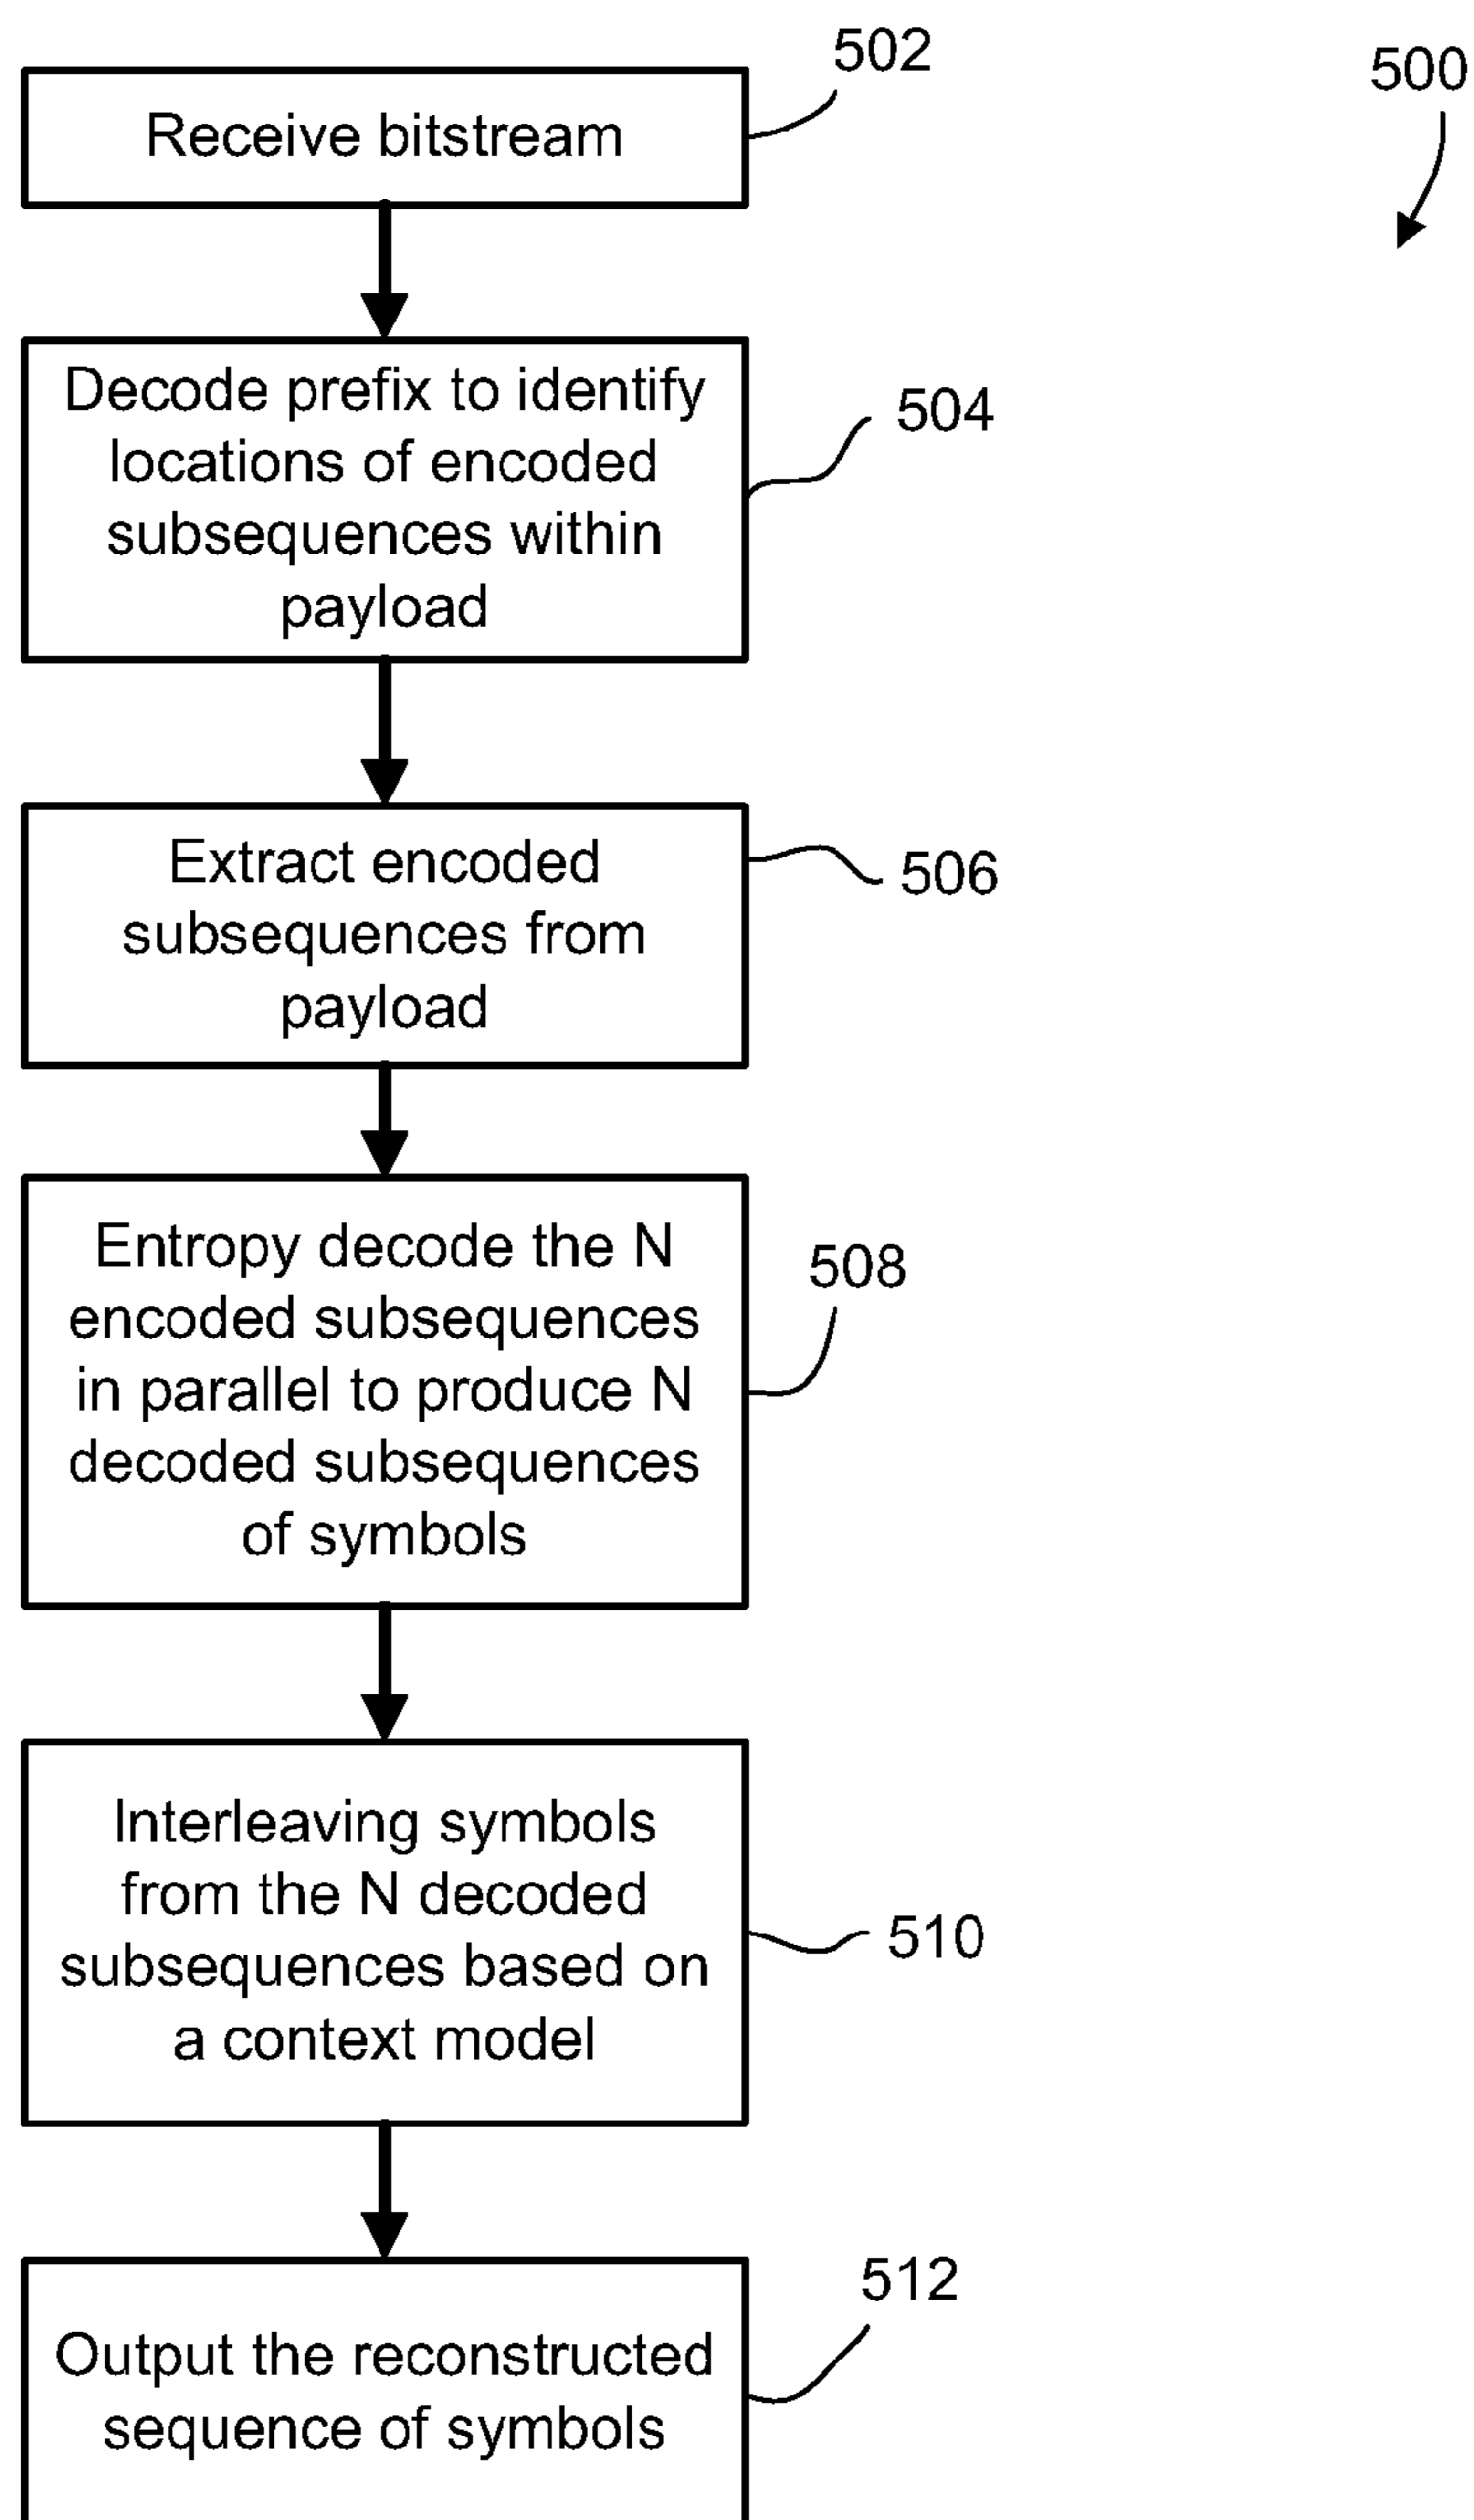 502
500
Receive bitstream
Decode prefix to identify
locations of encoded
subsequences within
payload
504
Extract encoded
subsequences from
payload
506
Entropy decode the N
encoded subsequences
in parallel to produce N
decoded subsequences
of symbols
508
Interleaving symbols
from the N decoded
subsequences based on
a context model
510
512
Output the reconstructed
sequence of symbols